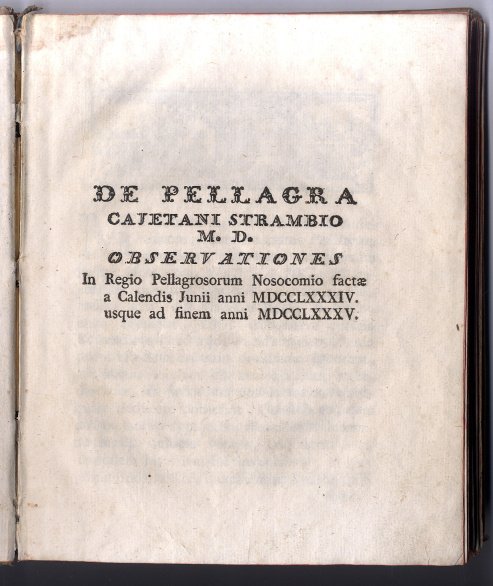 DE PELLAGRA
CAJETANI STRAMBIO
M. D.
OBSERVATIONES
In Regio Pellagrosorum Nosocomio factæ
a Calendis Junii anni MDCCLXXXIV.
usque ad finem anni MDCCLXXXV.